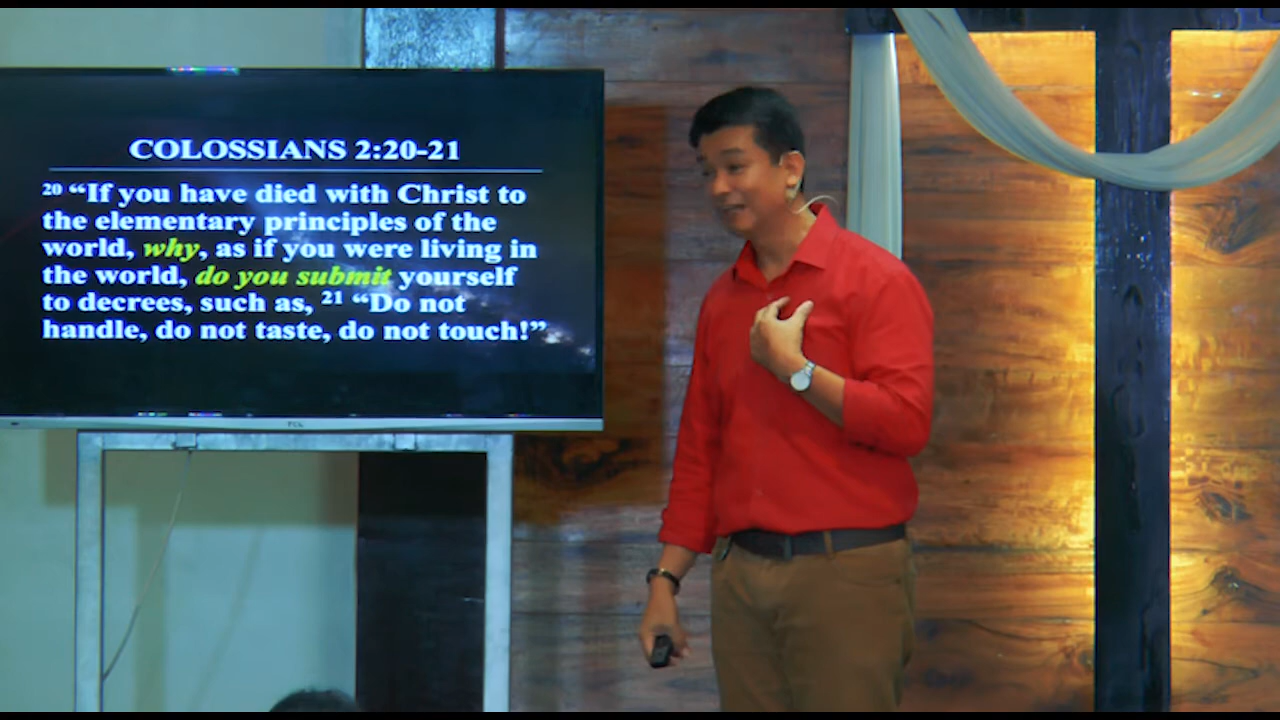 COLOSSIANS 2:20-21
20 “If you have died with Christ to
the elementary principles of the
world, why, as if you were living in
the world, do you submit yourself
to decrees, such as, 21 “Do not
handle, do not taste, do not touch!”
TCL